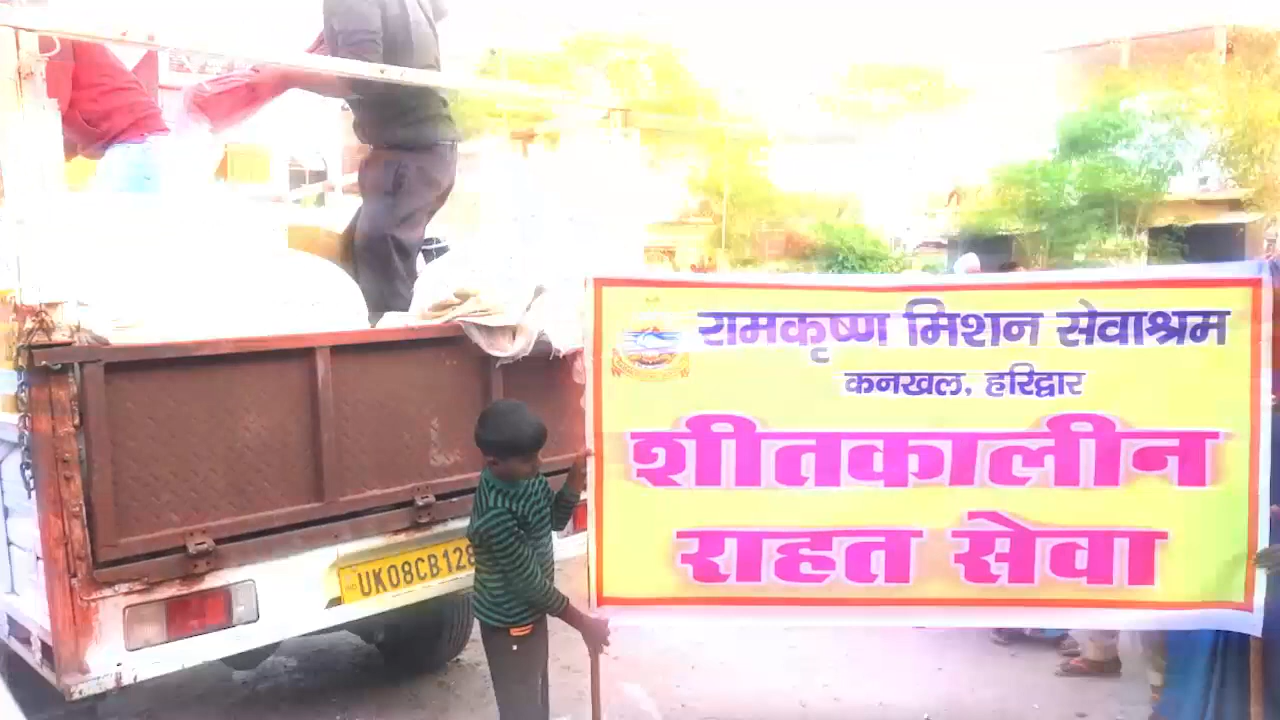 रामकृष्ण मिशन सेवाश्रम
कनखल, हरिद्वार
शीतकालीन
राहत सेवा
UK08CB128